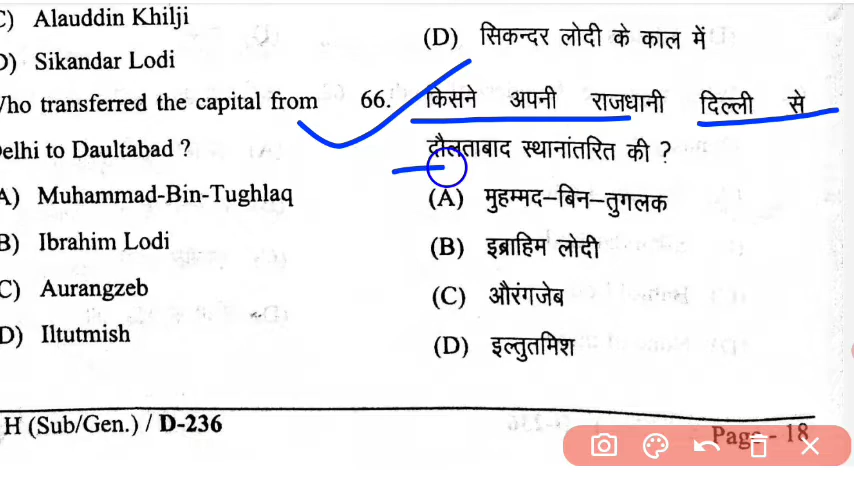 C) Alauddin Khilji
D) Sikandar Lodi
Who transferred the capital from
Delhi to Daultabad ?
A) Muhammad-Bin-Tughlaq
B) Ibrahim Lodi
C) Aurangzeb
D) Iltutmish
(D) सिकन्दर लोदी के काल में
66. किसने अपनी राजधानी दिल्ली से
दौलताबाद स्थानांतरित की ?
(A) मुहम्मद–बिन–तुगलक
(B) इब्राहिम लोदी
(C) औरंगजेब
(D) इल्तुतमिश
H (Sub/Gen.) / D-236
Page - 18